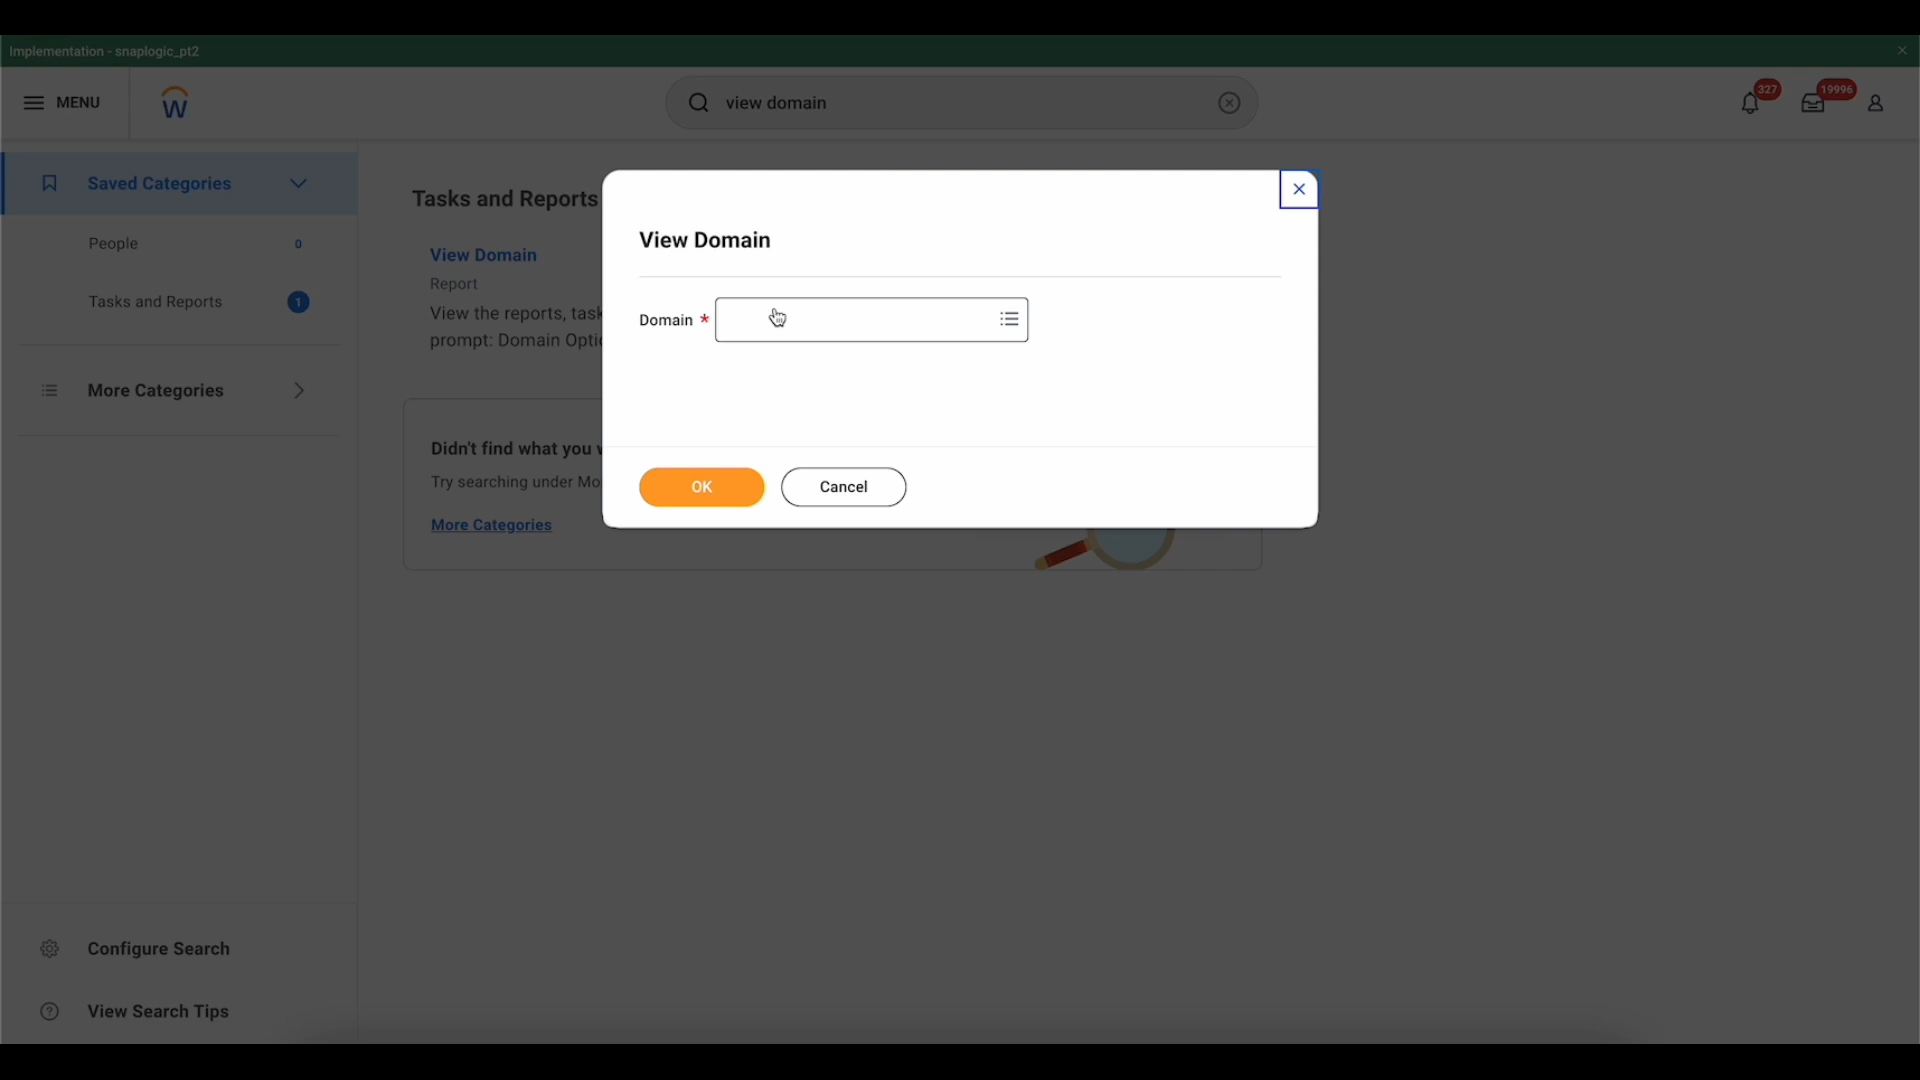 Implementation - snaplogic_pt2
MENU
view domain
327
19996
Saved Categories
People 0
Tasks and Reports 1
More Categories
Configure Search
View Search Tips
Tasks and Reports
View Domain
Report
View the reports, task
prompt: Domain Optic
Didn't find what you
Try searching under Mo
More Categories
View Domain
Domain *
OK
Cancel